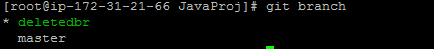 [root@ip-172-31-21-66 JavaProj]# git branch
* deletedbr
  master